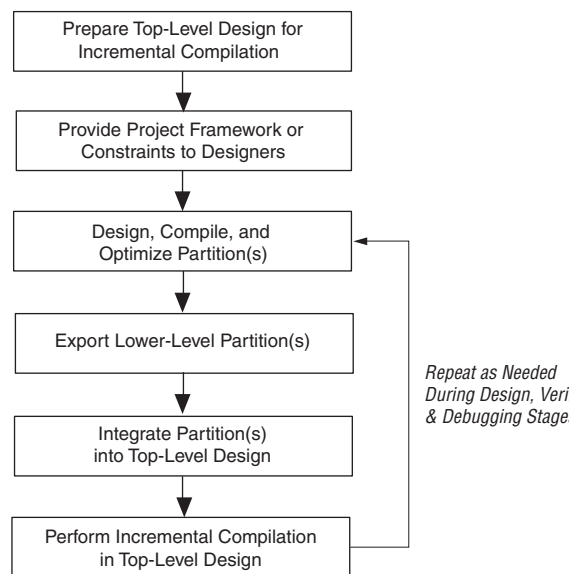 Prepare Top-Level Design for
Incremental Compilation
Provide Project Framework or
Constraints to Designers
Design, Compile, and
Optimize Partition(s)
Export Lower-Level Partition(s)
Repeat as Needed
During Design,
& Debugging
Integrate Partition(s)
into Top-Level Design
Perform Incremental Compilation
in Top-Level Design